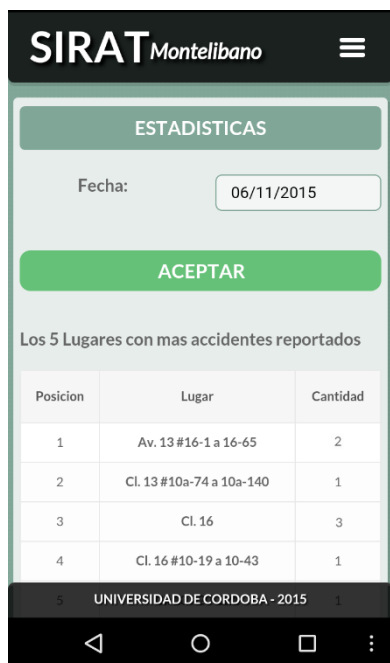 SIRAT Montelibano
ESTADISTICAS
Fecha: 06/11/2015
ACEPTAR
Los 5 Lugares con mas accidentes reportados
Posicion Lugar Cantidad
1 Av. 13 #16-1 a 16-65 2
2 Cl. 13 #10a-74 a 10a-140 1
3 Cl. 16 3
4 Cl. 16 #10-19 a 10-43 1
5 1
UNIVERSIDAD DE CORDOBA - 2015